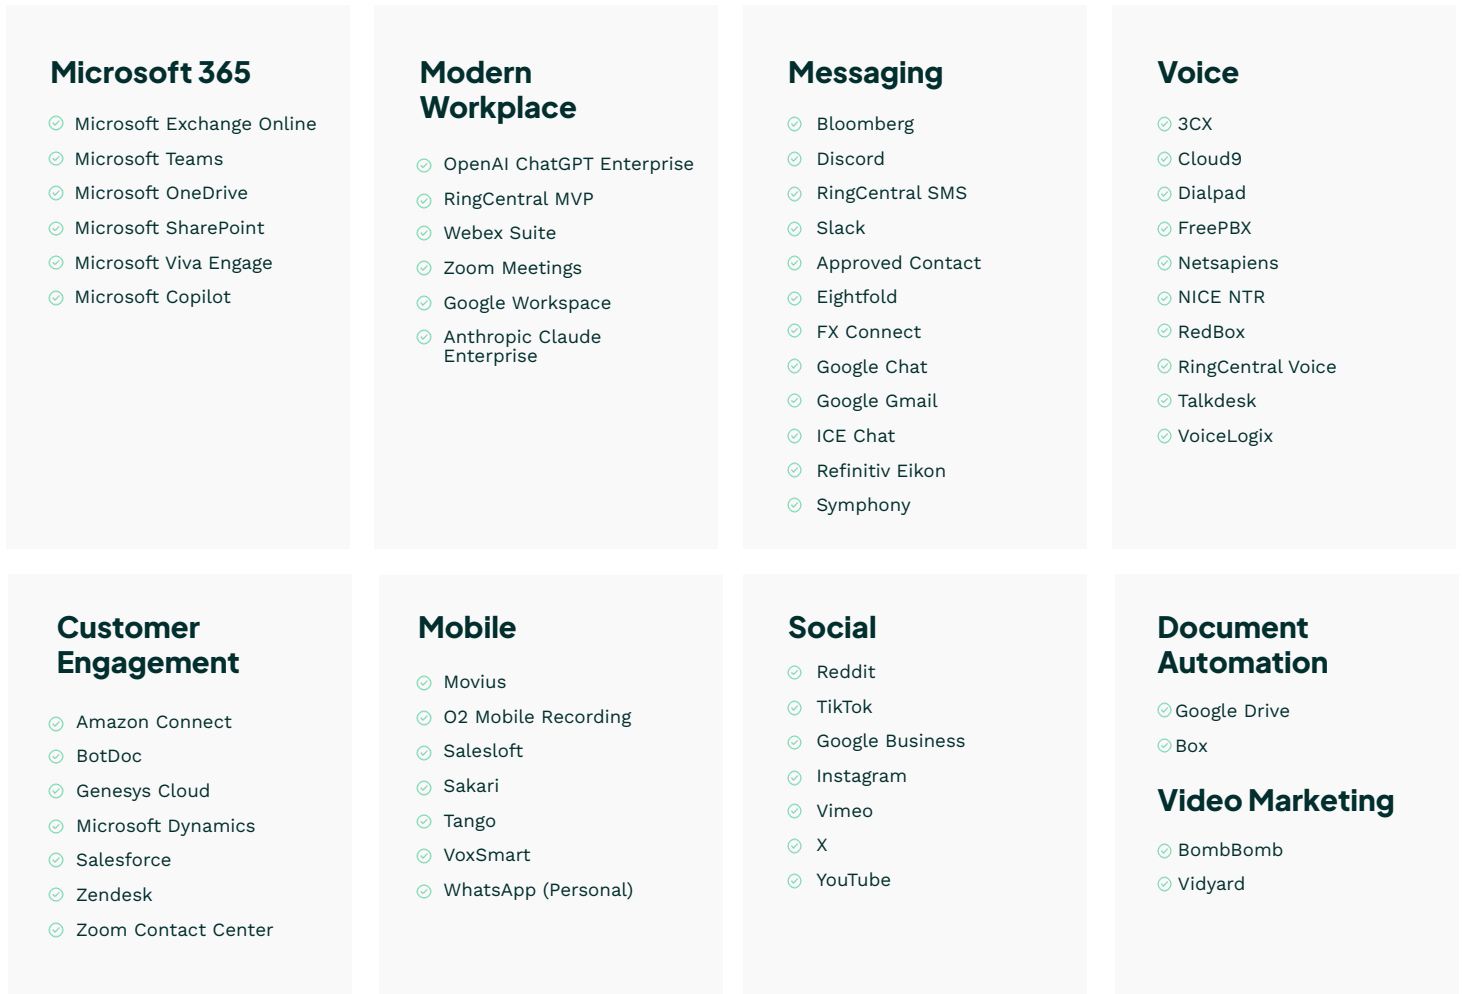 Microsoft 365
Microsoft Exchange Online
Microsoft Teams
Microsoft OneDrive
Microsoft SharePoint
Microsoft Viva Engage
Microsoft Copilot
Modern
Workplace
OpenAI ChatGPT Enterprise
RingCentral MVP
Webex Suite
Zoom Meetings
Google Workspace
Anthropic Claude
Enterprise
Messaging
Bloomberg
Discord
RingCentral SMS
Slack
Approved Contact
Eightfold
FX Connect
Google Chat
Google Gmail
ICE Chat
Refinitiv Eikon
Symphony
Voice
3CX
Cloud9
Dialpad
FreePBX
Netsapiens
NICE NTR
RedBox
RingCentral Voice
Talkdesk
VoiceLogix
Customer
Engagement
Amazon Connect
BotDoc
Genesys Cloud
Microsoft Dynamics
Salesforce
Zendesk
Zoom Contact Center
Mobile
Movius
O2 Mobile Recording
Salesloft
Sakari
Tango
VoxSmart
WhatsApp (Personal)
Social
Reddit
TikTok
Google Business
Instagram
Vimeo
X
YouTube
Document
Automation
Google Drive
Box
Video Marketing
BombBomb
Vidyard